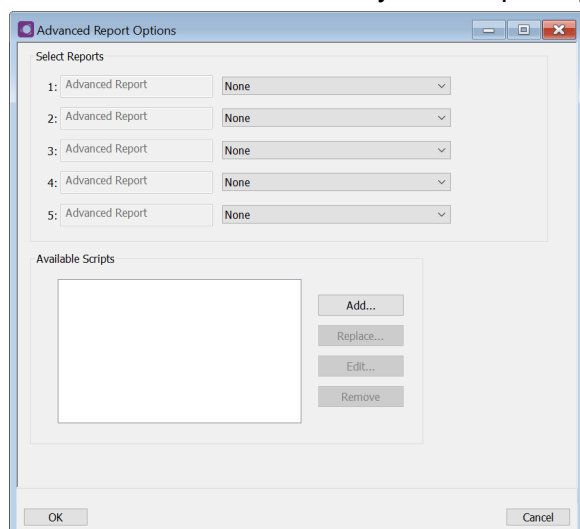 Advanced Report Options
Select Reports
1: Advanced Report None
2: Advanced Report None
3: Advanced Report None
4: Advanced Report None
5: Advanced Report None
Available Scripts
Add...
Replace...
Edit...
Remove
OK Cancel